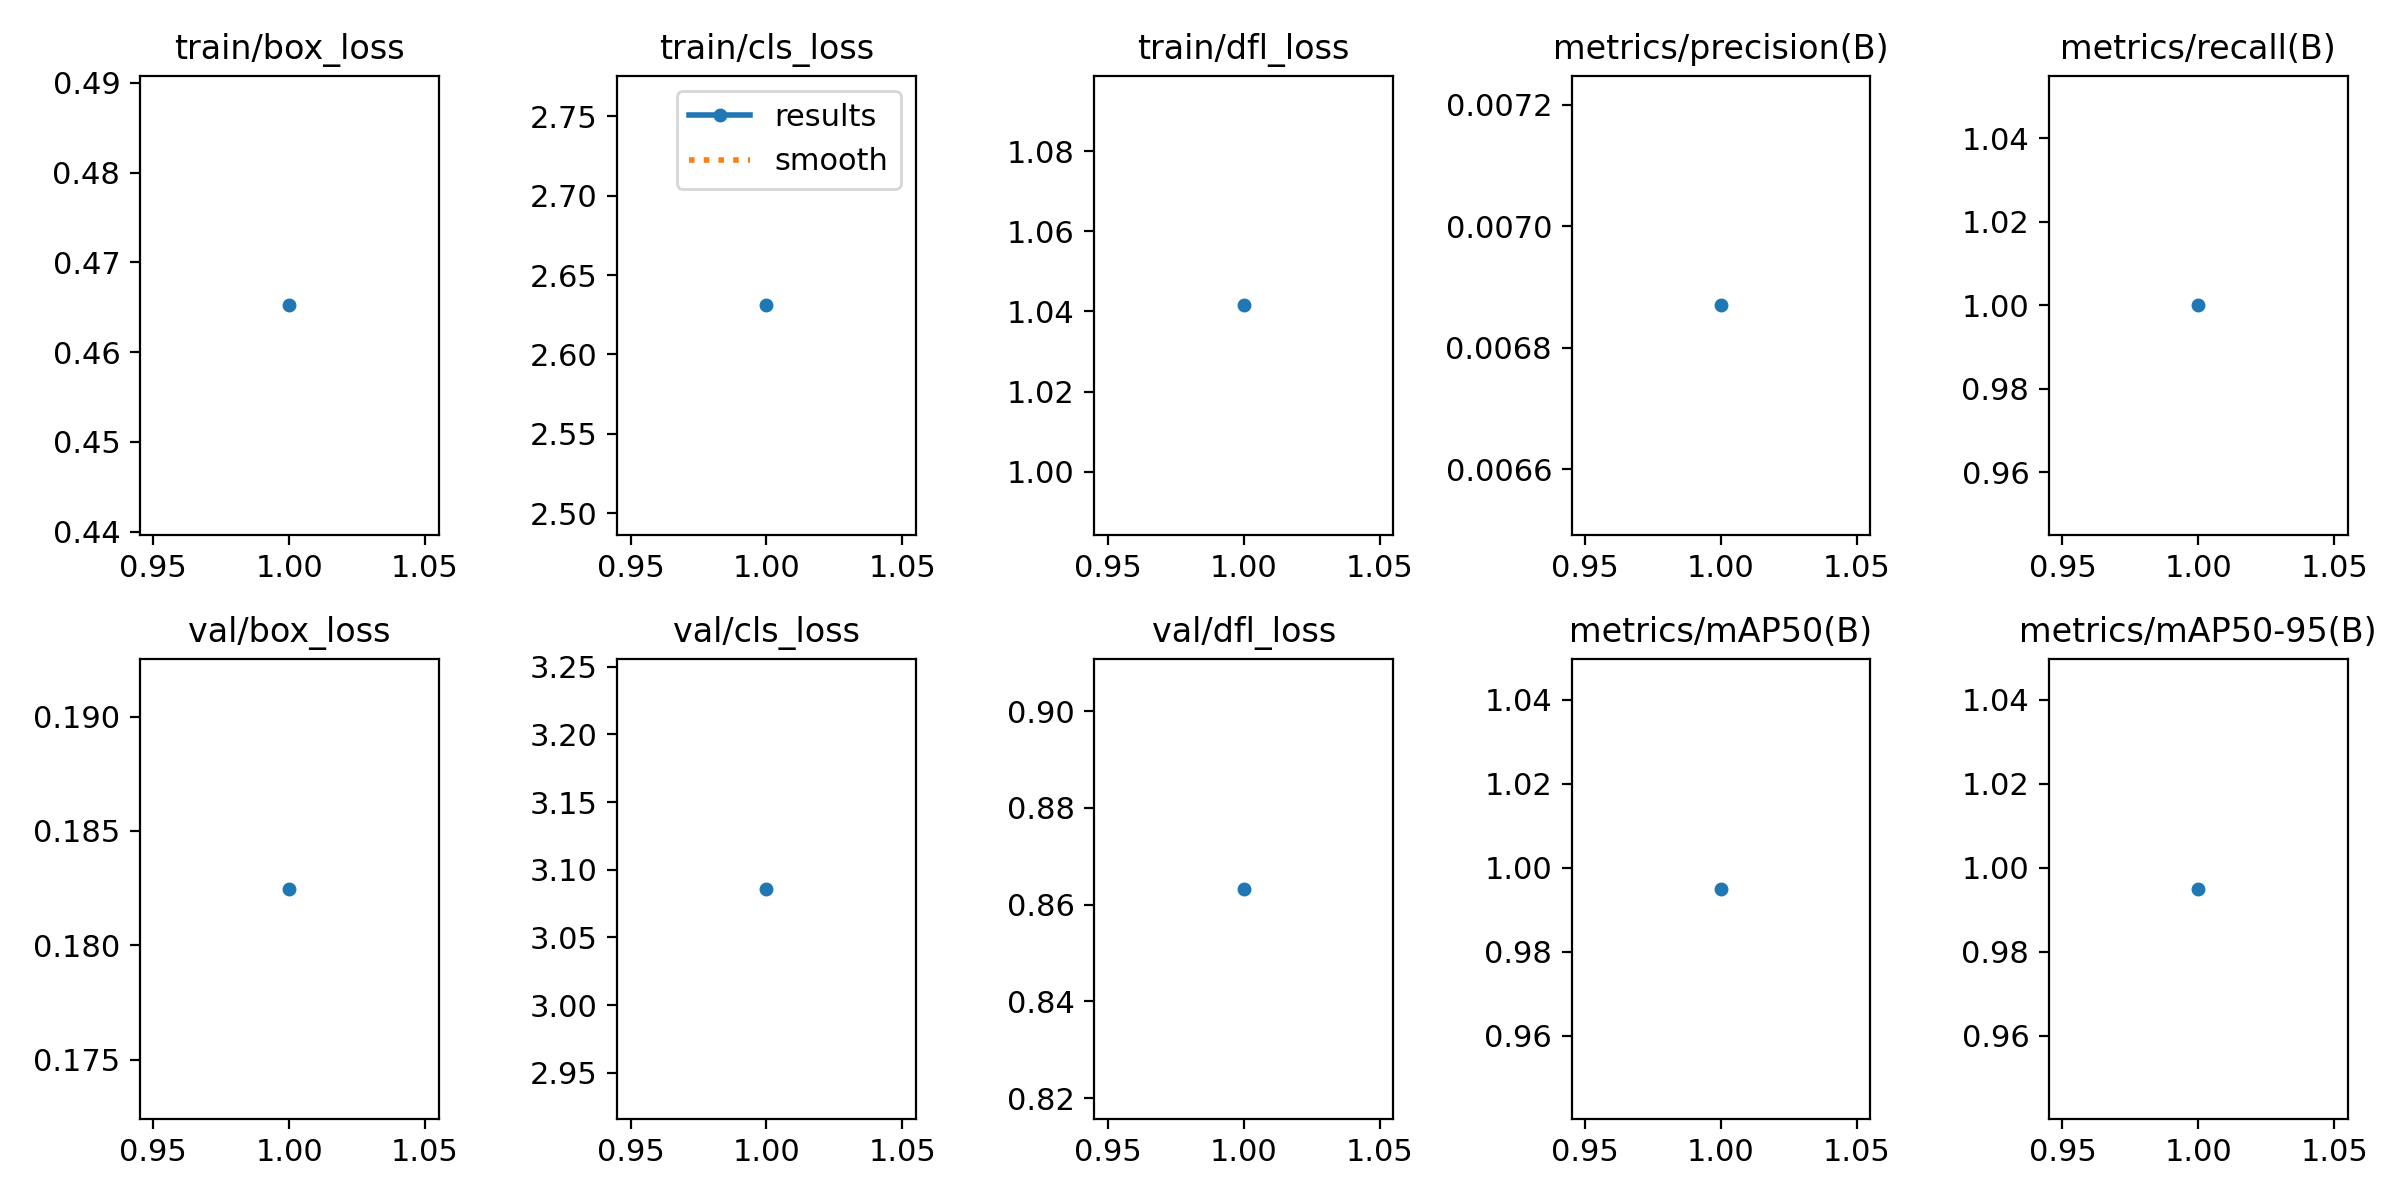 train/box_loss
0.49
0.48
0.47
0.46
0.45
0.44
0.95 1.00 1.05
train/cls_loss
results
smooth
2.75
2.70
2.65
2.60
2.55
2.50
0.95 1.00 1.05
train/dfl_loss
1.08
1.06
1.04
1.02
1.00
0.95 1.00 1.05
metrics/precision(B)
0.0072
0.0070
0.0068
0.0066
0.95 1.00 1.05
metrics/recall(B)
1.04
1.02
1.00
0.98
0.96
0.95 1.00 1.05
val/box_loss
0.190
0.185
0.180
0.175
0.95 1.00 1.05
val/cls_loss
3.25
3.20
3.15
3.10
3.05
3.00
2.95
0.95 1.00 1.05
val/dfl_loss
0.90
0.88
0.86
0.84
0.82
0.95 1.00 1.05
metrics/mAP50(B)
1.04
1.02
1.00
0.98
0.96
0.95 1.00 1.05
metrics/mAP50-95(B)
1.04
1.02
1.00
0.98
0.96
0.95 1.00 1.05